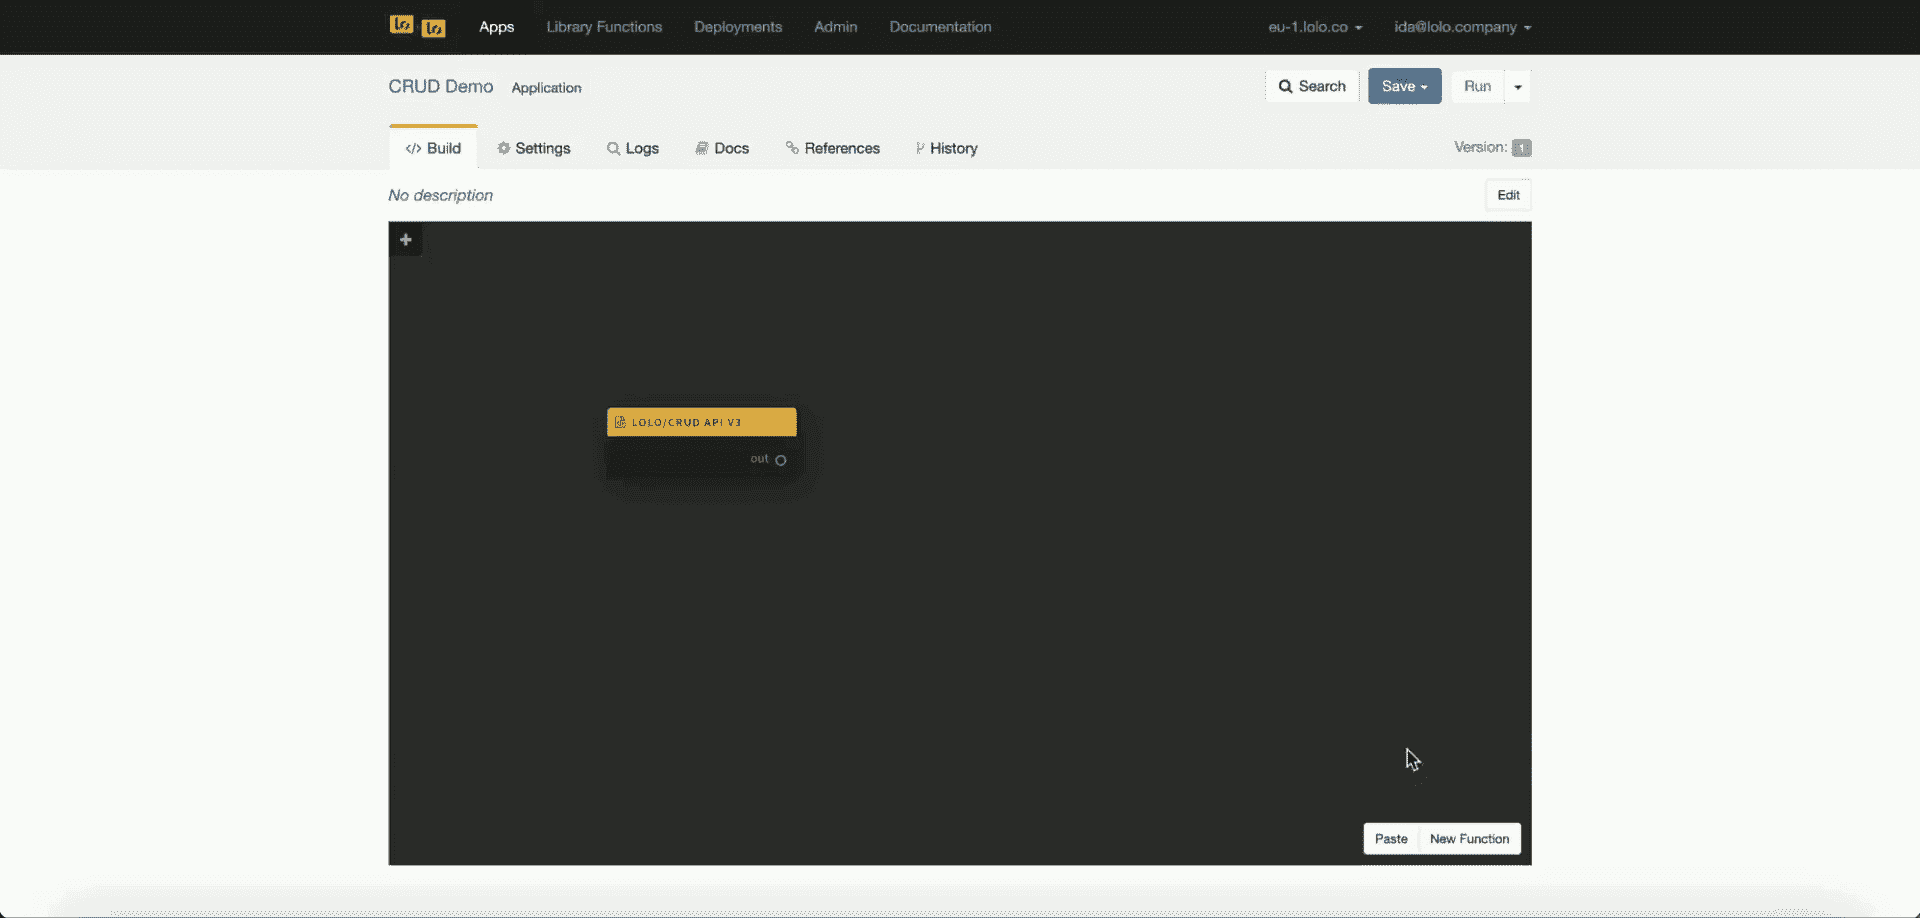 lo lo Apps Library Functions Deployments Admin Documentation eu-1.lolo.co ida@lolo.company
CRUD Demo Application Search Save Run
Build Settings Logs Docs References History Version: 1
No description Edit
+
LOLO/CRUD API V3
out
Paste New Function